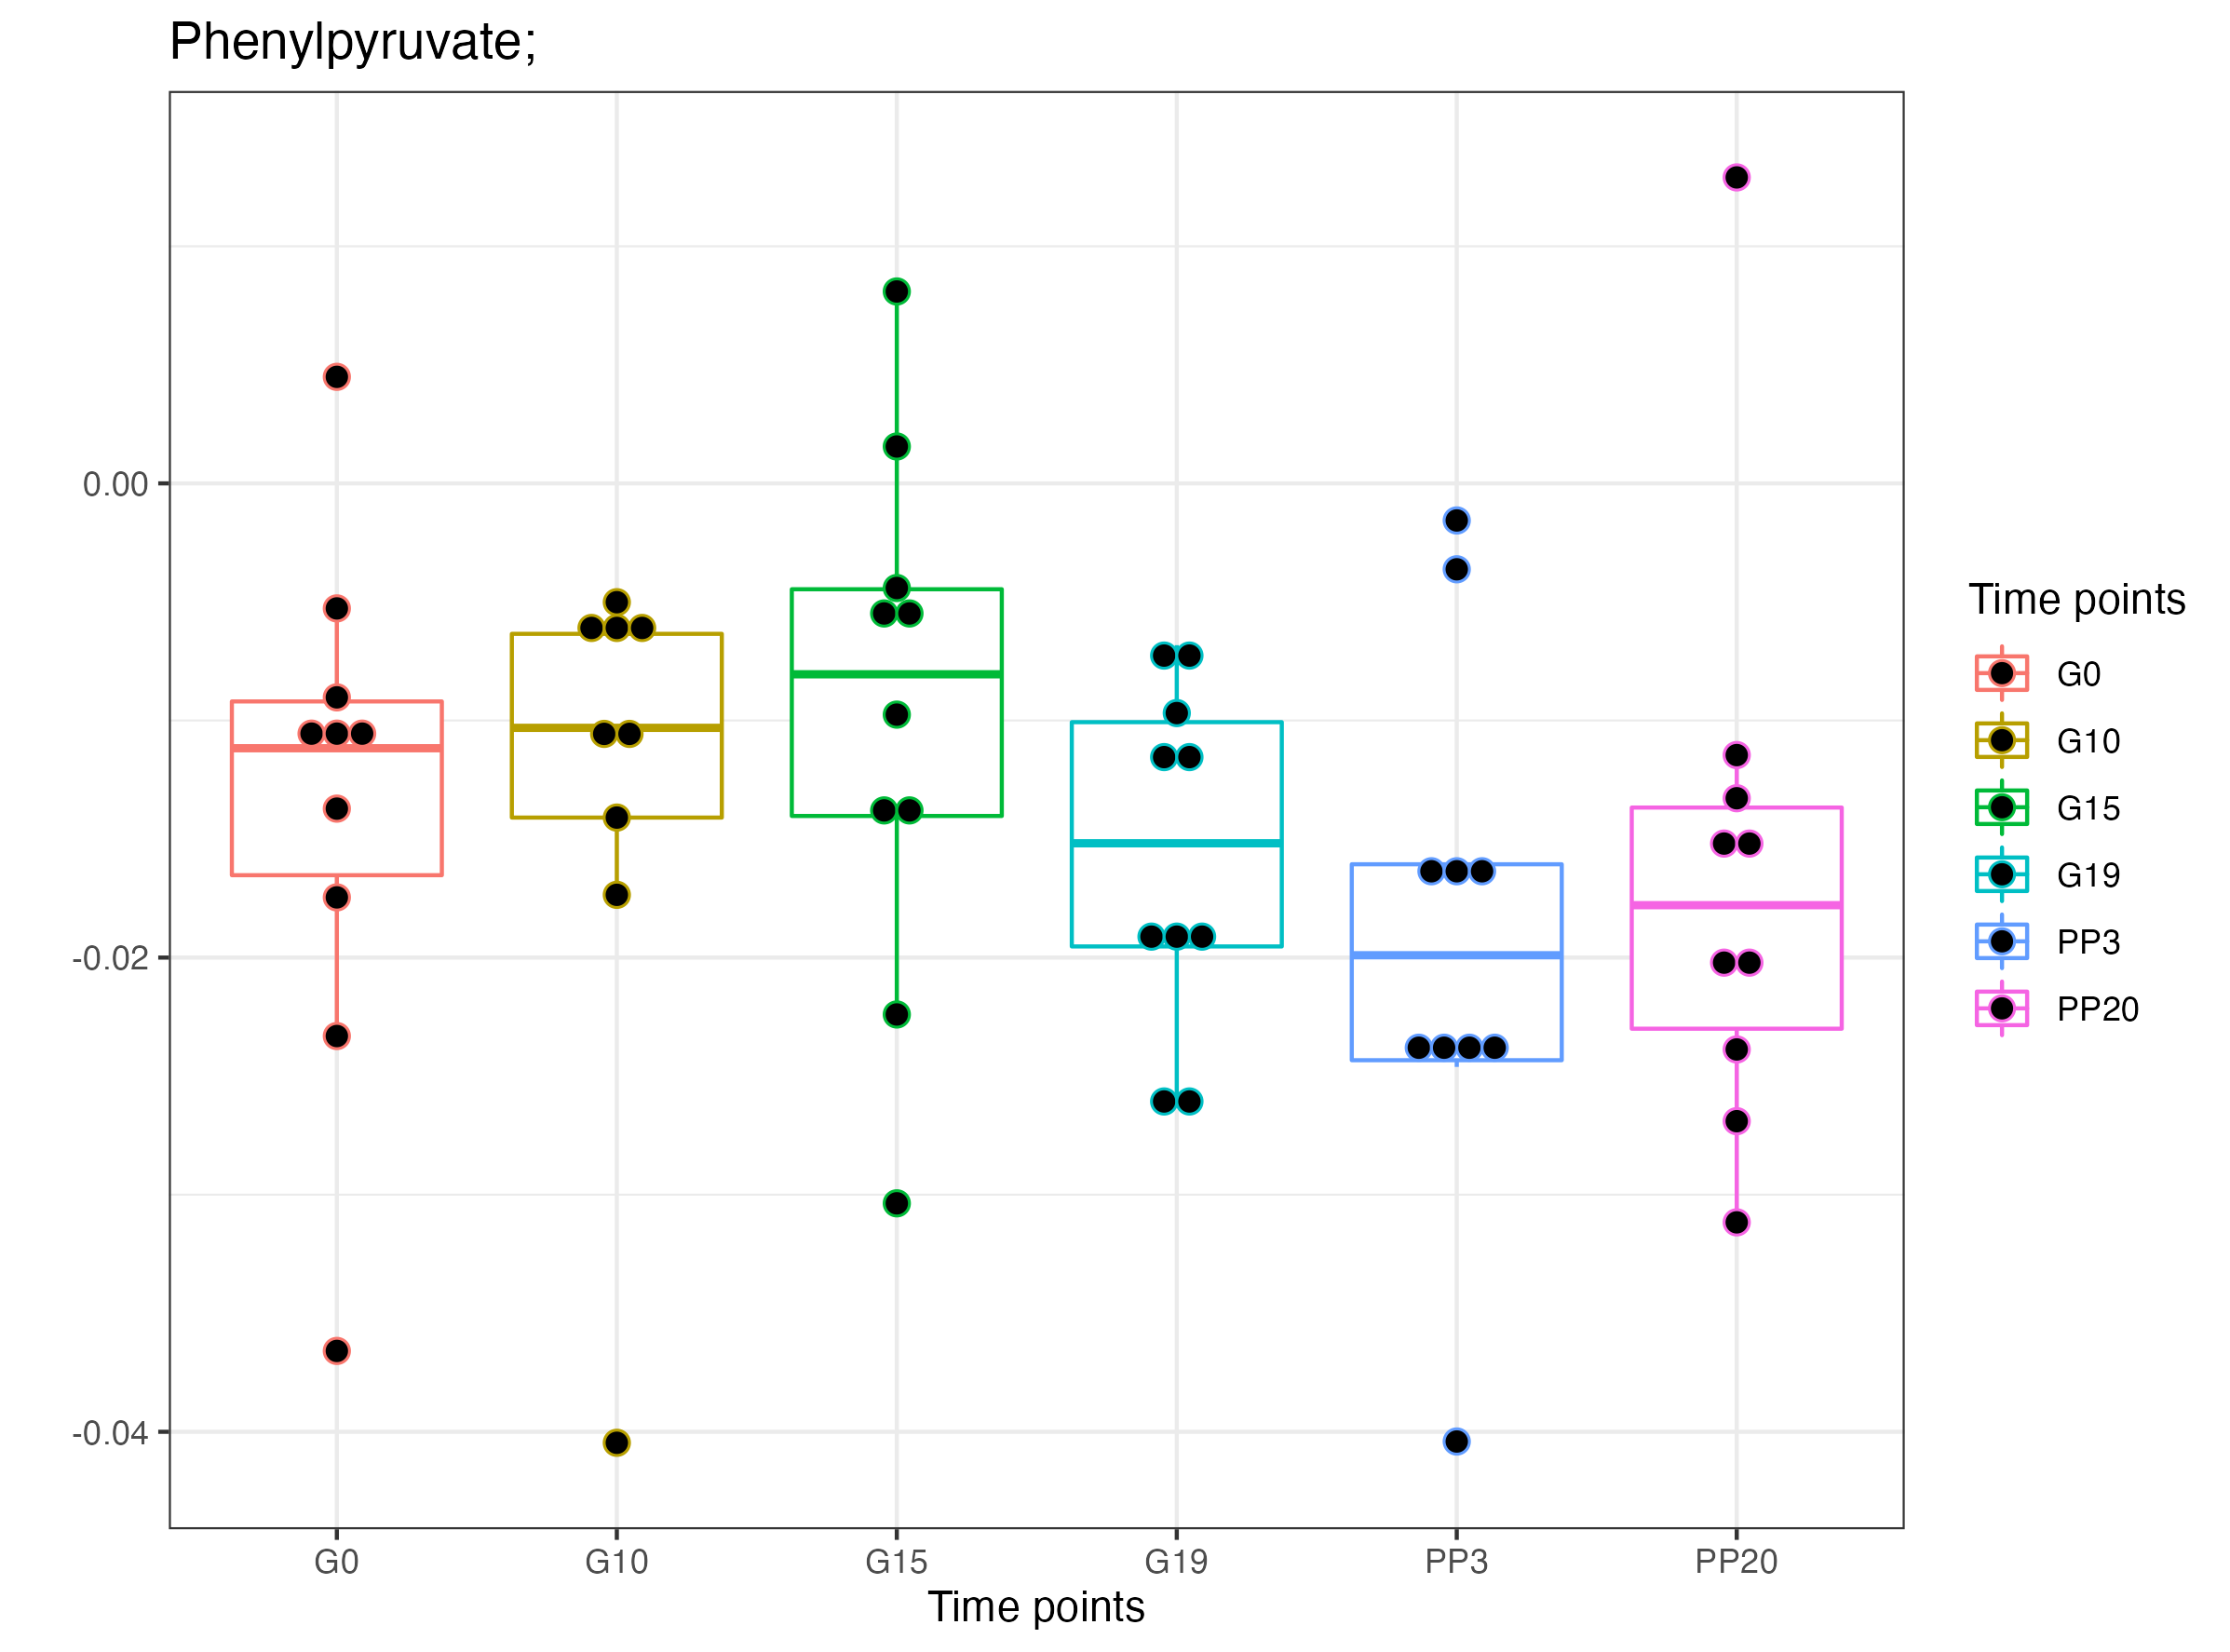 Phenylpyruvate;
0.00
-0.02
-0.04
G0 G10 G15 G19 PP3 PP20
Time points
Time points
G0
G10
G15
G19
PP3
PP20